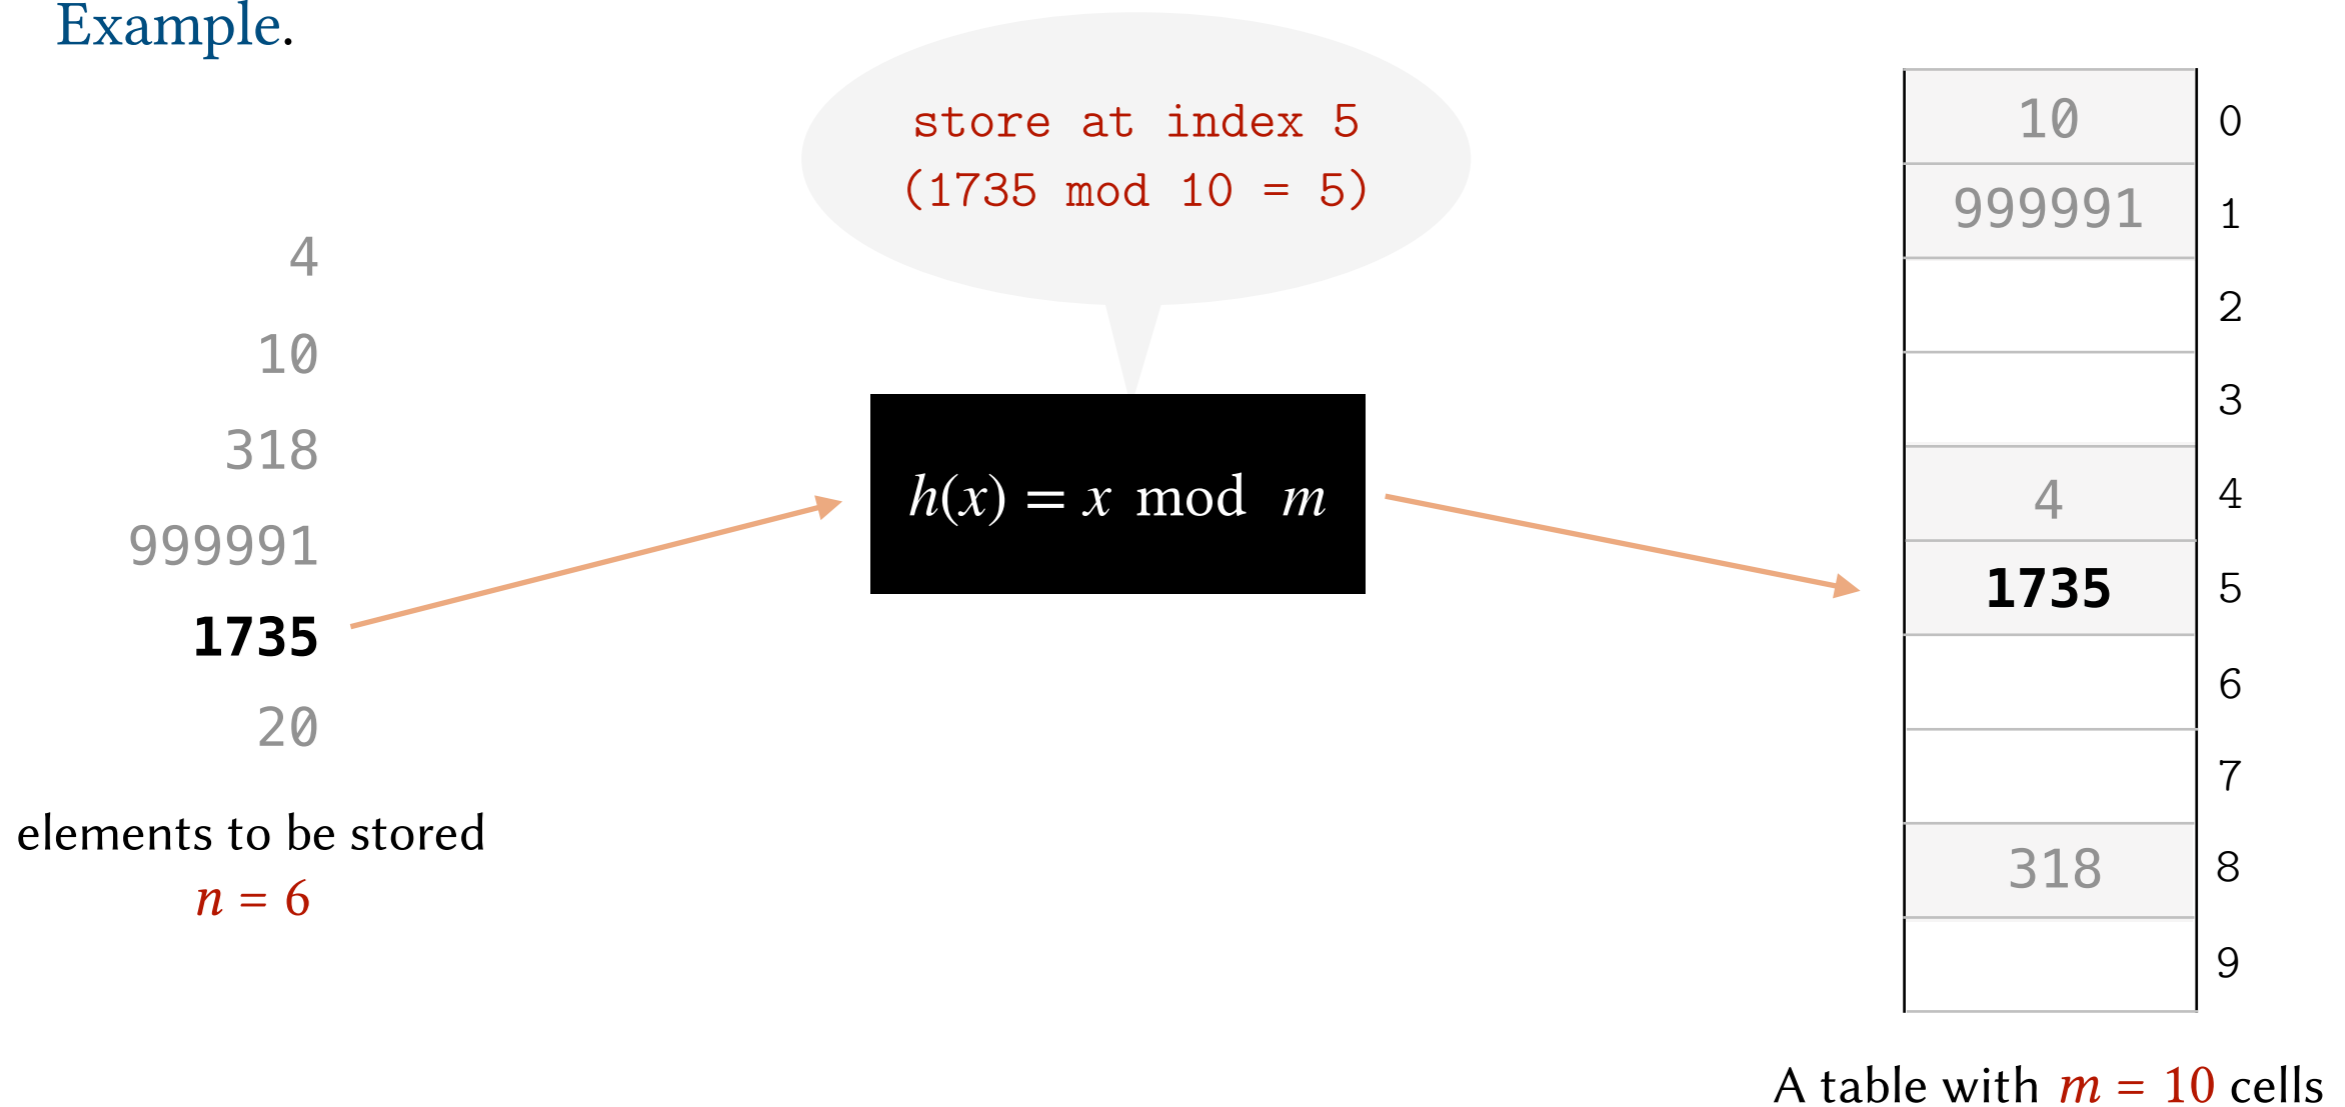 Example.
store at index 5
(1735 mod 10 = 5)
4
10
318
999991
1735
20
elements to be stored
n = 6
h(x) = x mod m
10 0
999991 1
2
3
4 4
1735 5
6
7
318 8
9
A table with m = 10 cells